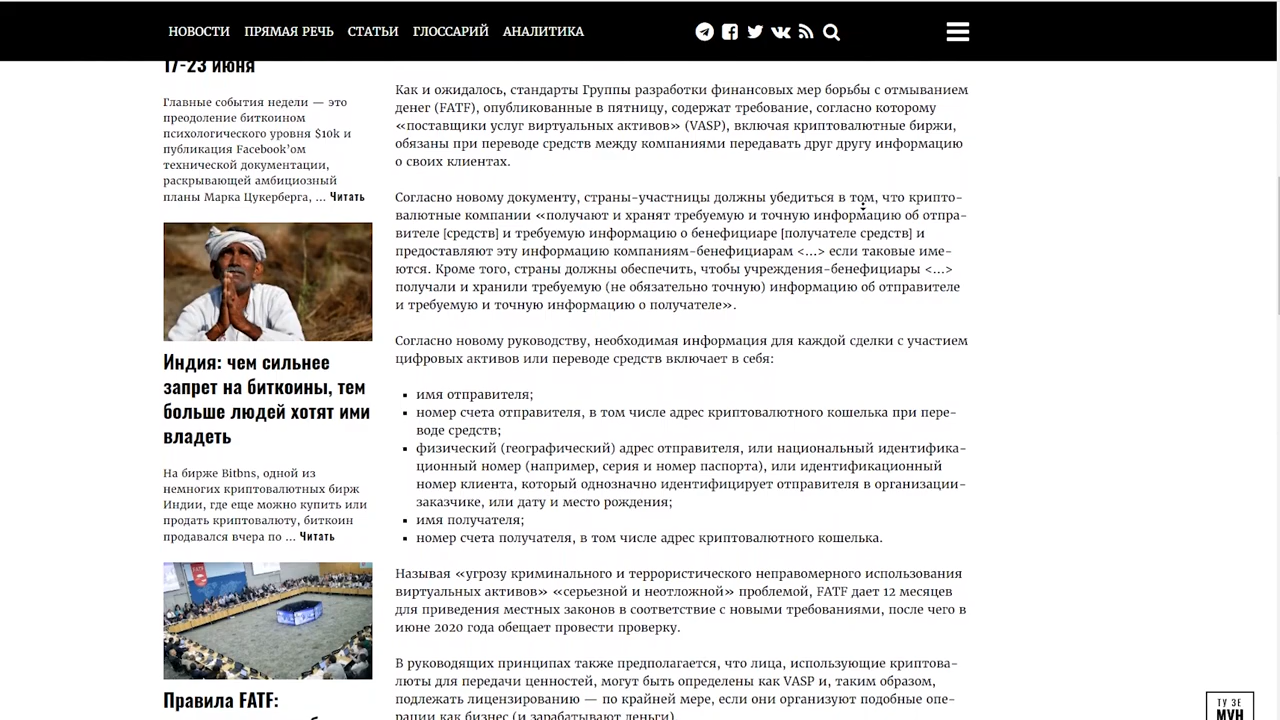 НОВОСТИ ПРЯМАЯ РЕЧЬ СТАТЬИ ГЛОССАРИЙ АНАЛИТИКА
17-23 июня
Главные события недели — это
преодоление биткоином
психологического уровня $10k и
публикация Facebook’ом
технической документации,
раскрывающей амбициозный
планы Марка Цукерберга, ... Читать
Индия: чем сильнее
запрет на биткоины, тем
больше людей хотят ими
владеть
На бирже Bitbns, одной из
немногих криптовалютных бирж
Индии, где еще можно купить или
продать криптовалюту, биткоин
продавался вчера по ... Читать
Правила FATF:
Как и ожидалось, стандарты Группы разработки финансовых мер борьбы с отмыванием
денег (FATF), опубликованные в пятницу, содержат требование, согласно которому
«поставщики услуг виртуальных активов» (VASP), включая криптовалютные биржи,
обязаны при переводе средств между компаниями передавать друг другу информацию
о своих клиентах.
Согласно новому документу, страны-участницы должны убедиться в том, что крипто-
валютные компании «получают и хранят требуемую и точную информацию об отпра-
вителе [средств] и требуемую информацию о бенефициаре [получателе средств] и
предоставляют эту информацию компаниям-бенефициарам <...> если таковые име-
ются. Кроме того, страны должны обеспечить, чтобы учреждения-бенефициары <...>
получали и хранили требуемую (не обязательно точную) информацию об отправителе
и требуемую и точную информацию о получателе».
Согласно новому руководству, необходимая информация для каждой сделки с участием
цифровых активов или переводе средств включает в себя:
▪ имя отправителя;
▪ номер счета отправителя, в том числе адрес криптовалютного кошелька при пере-
воде средств;
▪ физический (географический) адрес отправителя, или национальный идентифика-
ционный номер (например, серия и номер паспорта), или идентификационный
номер клиента, который однозначно идентифицирует отправителя в организации-
заказчике, или дату и место рождения;
▪ имя получателя;
▪ номер счета получателя, в том числе адрес криптовалютного кошелька.
Называя «угрозу криминального и террористического неправомерного использования
виртуальных активов» «серьезной и неотложной» проблемой, FATF дает 12 месяцев
для приведения местных законов в соответствие с новыми требованиями, после чего в
июне 2020 года обещает провести проверку.
В руководящих принципах также предполагается, что лица, использующие криптова-
люты для передачи ценностей, могут быть определены как VASP и, таким образом,
подлежать лицензированию — по крайней мере, если они организуют подобные опе-
рации как бизнес (и зарабатывают деньги).
ТУ ЗЕ
МУН